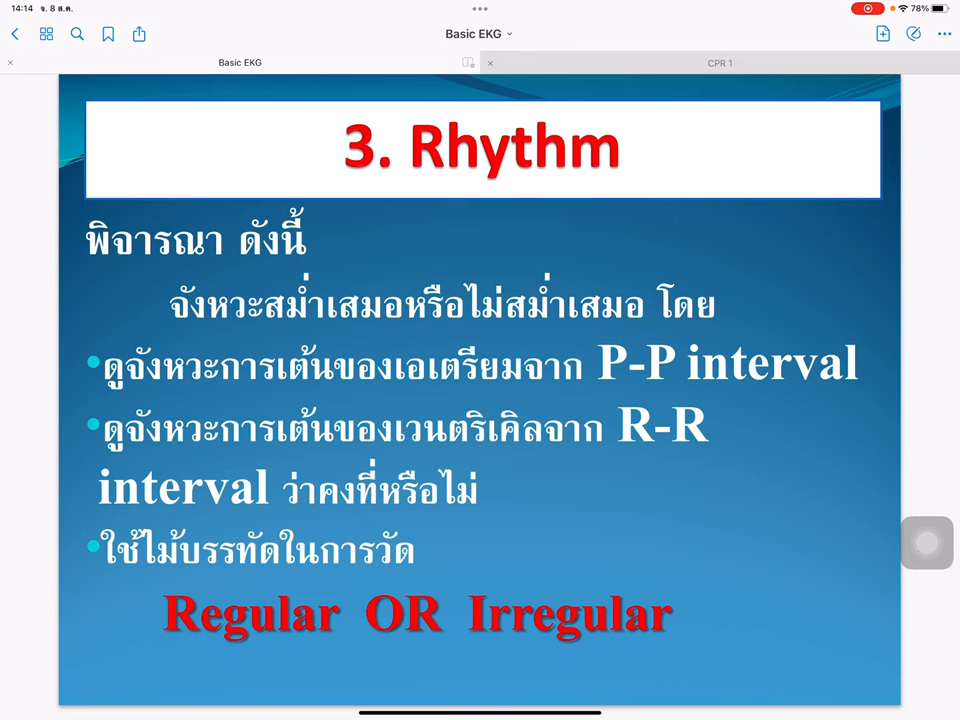 14:14 จ. 8 ส.ค.
78%
Basic EKG
Basic EKG
CPR 1
3. Rhythm
พิจารณา ดังนี้
จังหวะสม่ำเสมอหรือไม่สม่ำเสมอ โดย
•ดูจังหวะการเต้นของเอเตรียมจาก P-P interval
•ดูจังหวะการเต้นของเวนตริเคิลจาก R-R
interval ว่าคงที่หรือไม่
•ใช้ไม้บรรทัดในการวัด
Regular OR Irregular